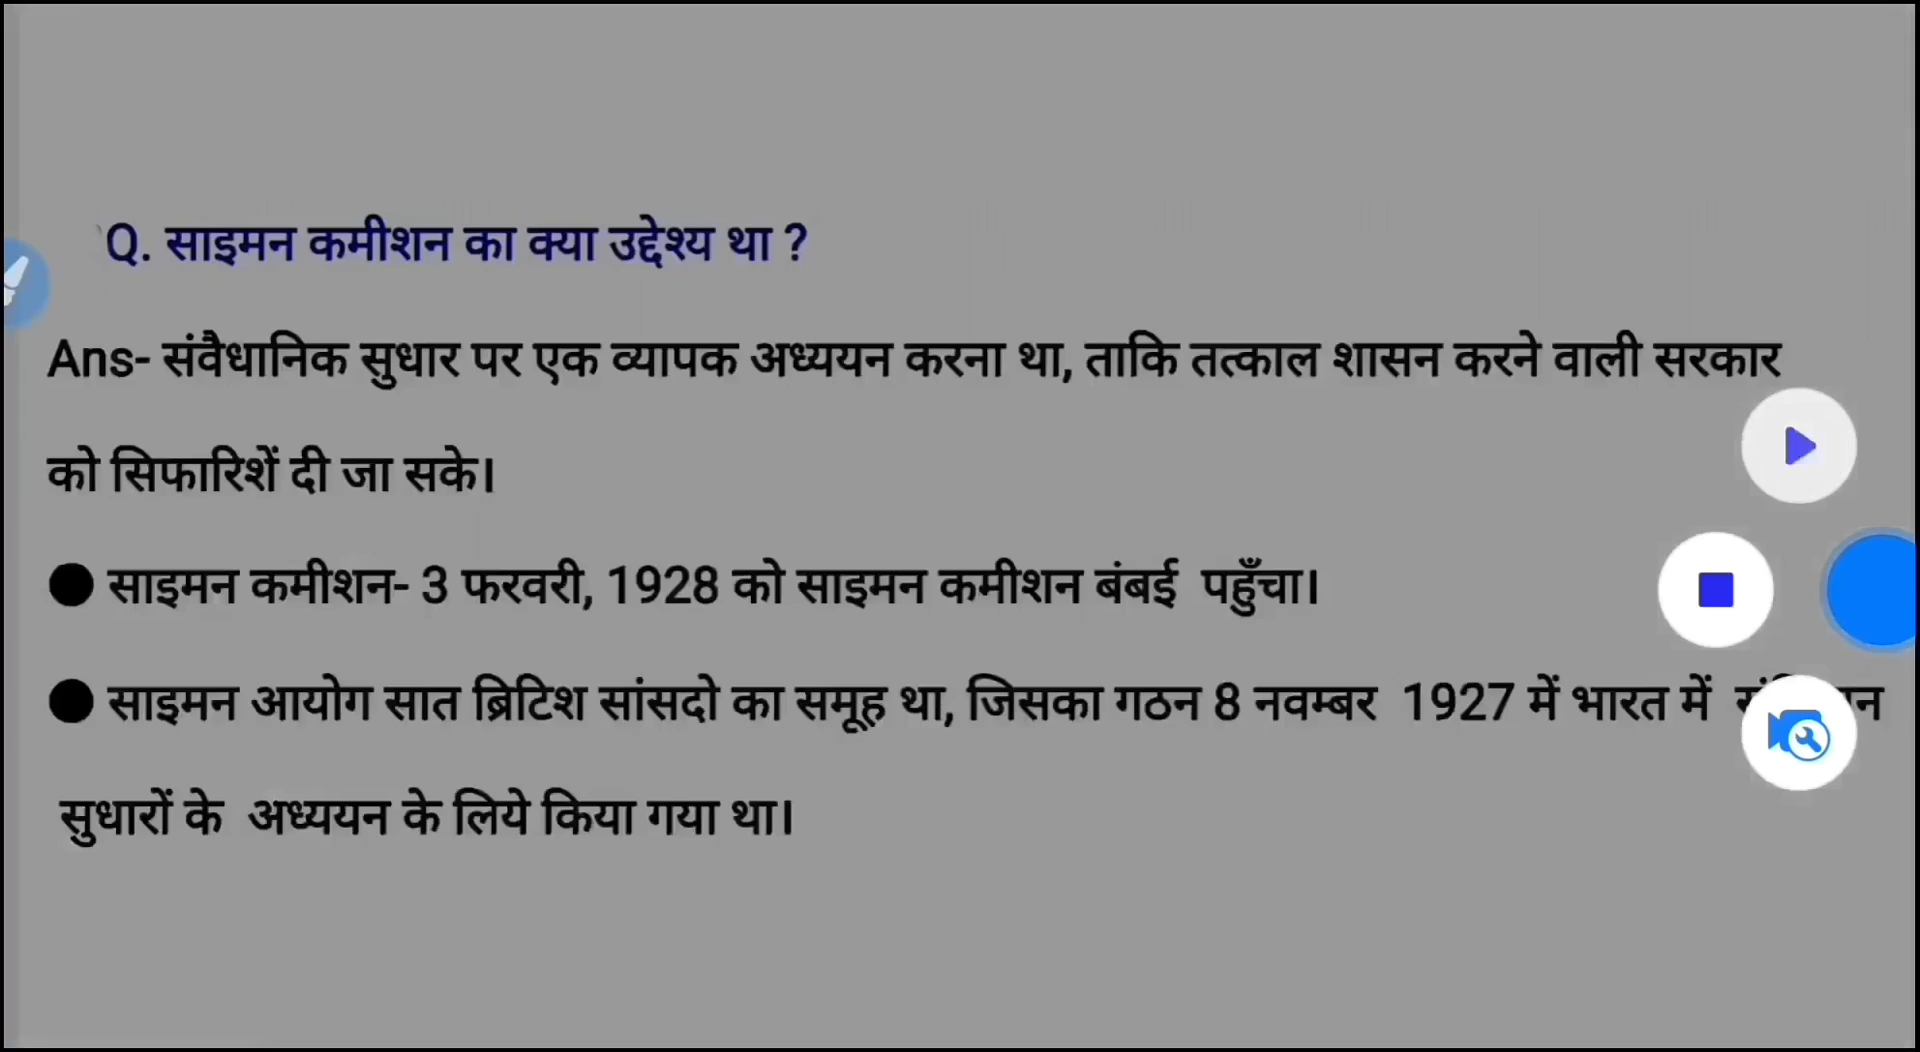 Q. साइमन कमीशन का क्या उद्देश्य था ?
Ans- संवैधानिक सुधार पर एक व्यापक अध्ययन करना था, ताकि तत्काल शासन करने वाली सरकार
को सिफारिशें दी जा सके।
● साइमन कमीशन- 3 फरवरी, 1928 को साइमन कमीशन बंबई पहुँचा।
● साइमन आयोग सात ब्रिटिश सांसदो का समूह था, जिसका गठन 8 नवम्बर 1927 में भारत में
सुधारों के अध्ययन के लिये किया गया था।